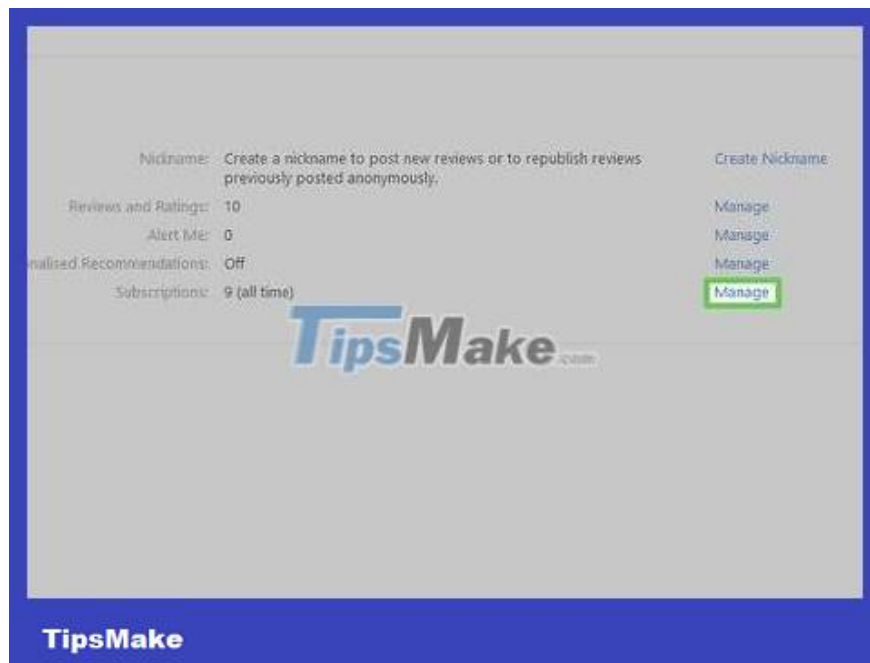 Nickname: Create a nickname to post new reviews or to republish reviews Create Nickname
previously posted anonymously.
Reviews and Ratings: 10 Manage
Alert Me: 0 Manage
nalised Recommendations: Off Manage
Subscriptions: 9 (all time) Manage
TipsMake.com
TipsMake